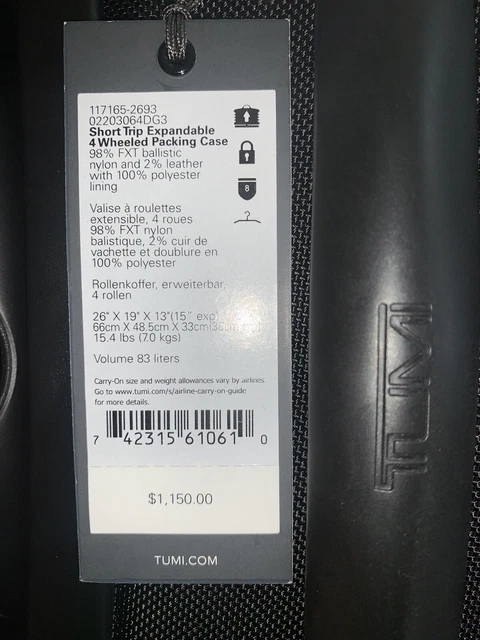 117165-2693
02203064DG3
Short Trip Expandable
4 Wheeled Packing Case
98% FXT ballistic
nylon and 2% leather
with 100% polyester
lining
8
?
Valise à roulettes
extensible, 4 roues
98% FXT nylon
balistique, 2% cuir de
vachette et doublure en
100% polyester
Rollenkoffer, erweiterbar,
4 rollen
26" X 19" X 13"(15" exp)
66cm X 48.5cm X 33cm
15.4 lbs (7.0 kgs)
Volume 83 liters
Carry-On size and weight allowances vary by airlines.
Go to www.tumi.com/s/airline-carry-on-guide
for more details.
7 42315 61061 0
$1,150.00
TUMI.COM
TUMI